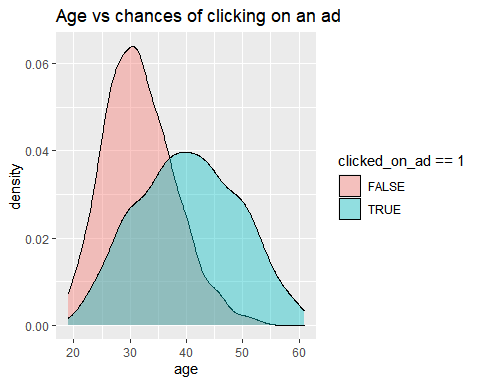 Age vs chances of clicking on an ad
0.06
0.04
0.02
0.00
density
20 30 40 50 60
age
clicked_on_ad == 1
FALSE
TRUE